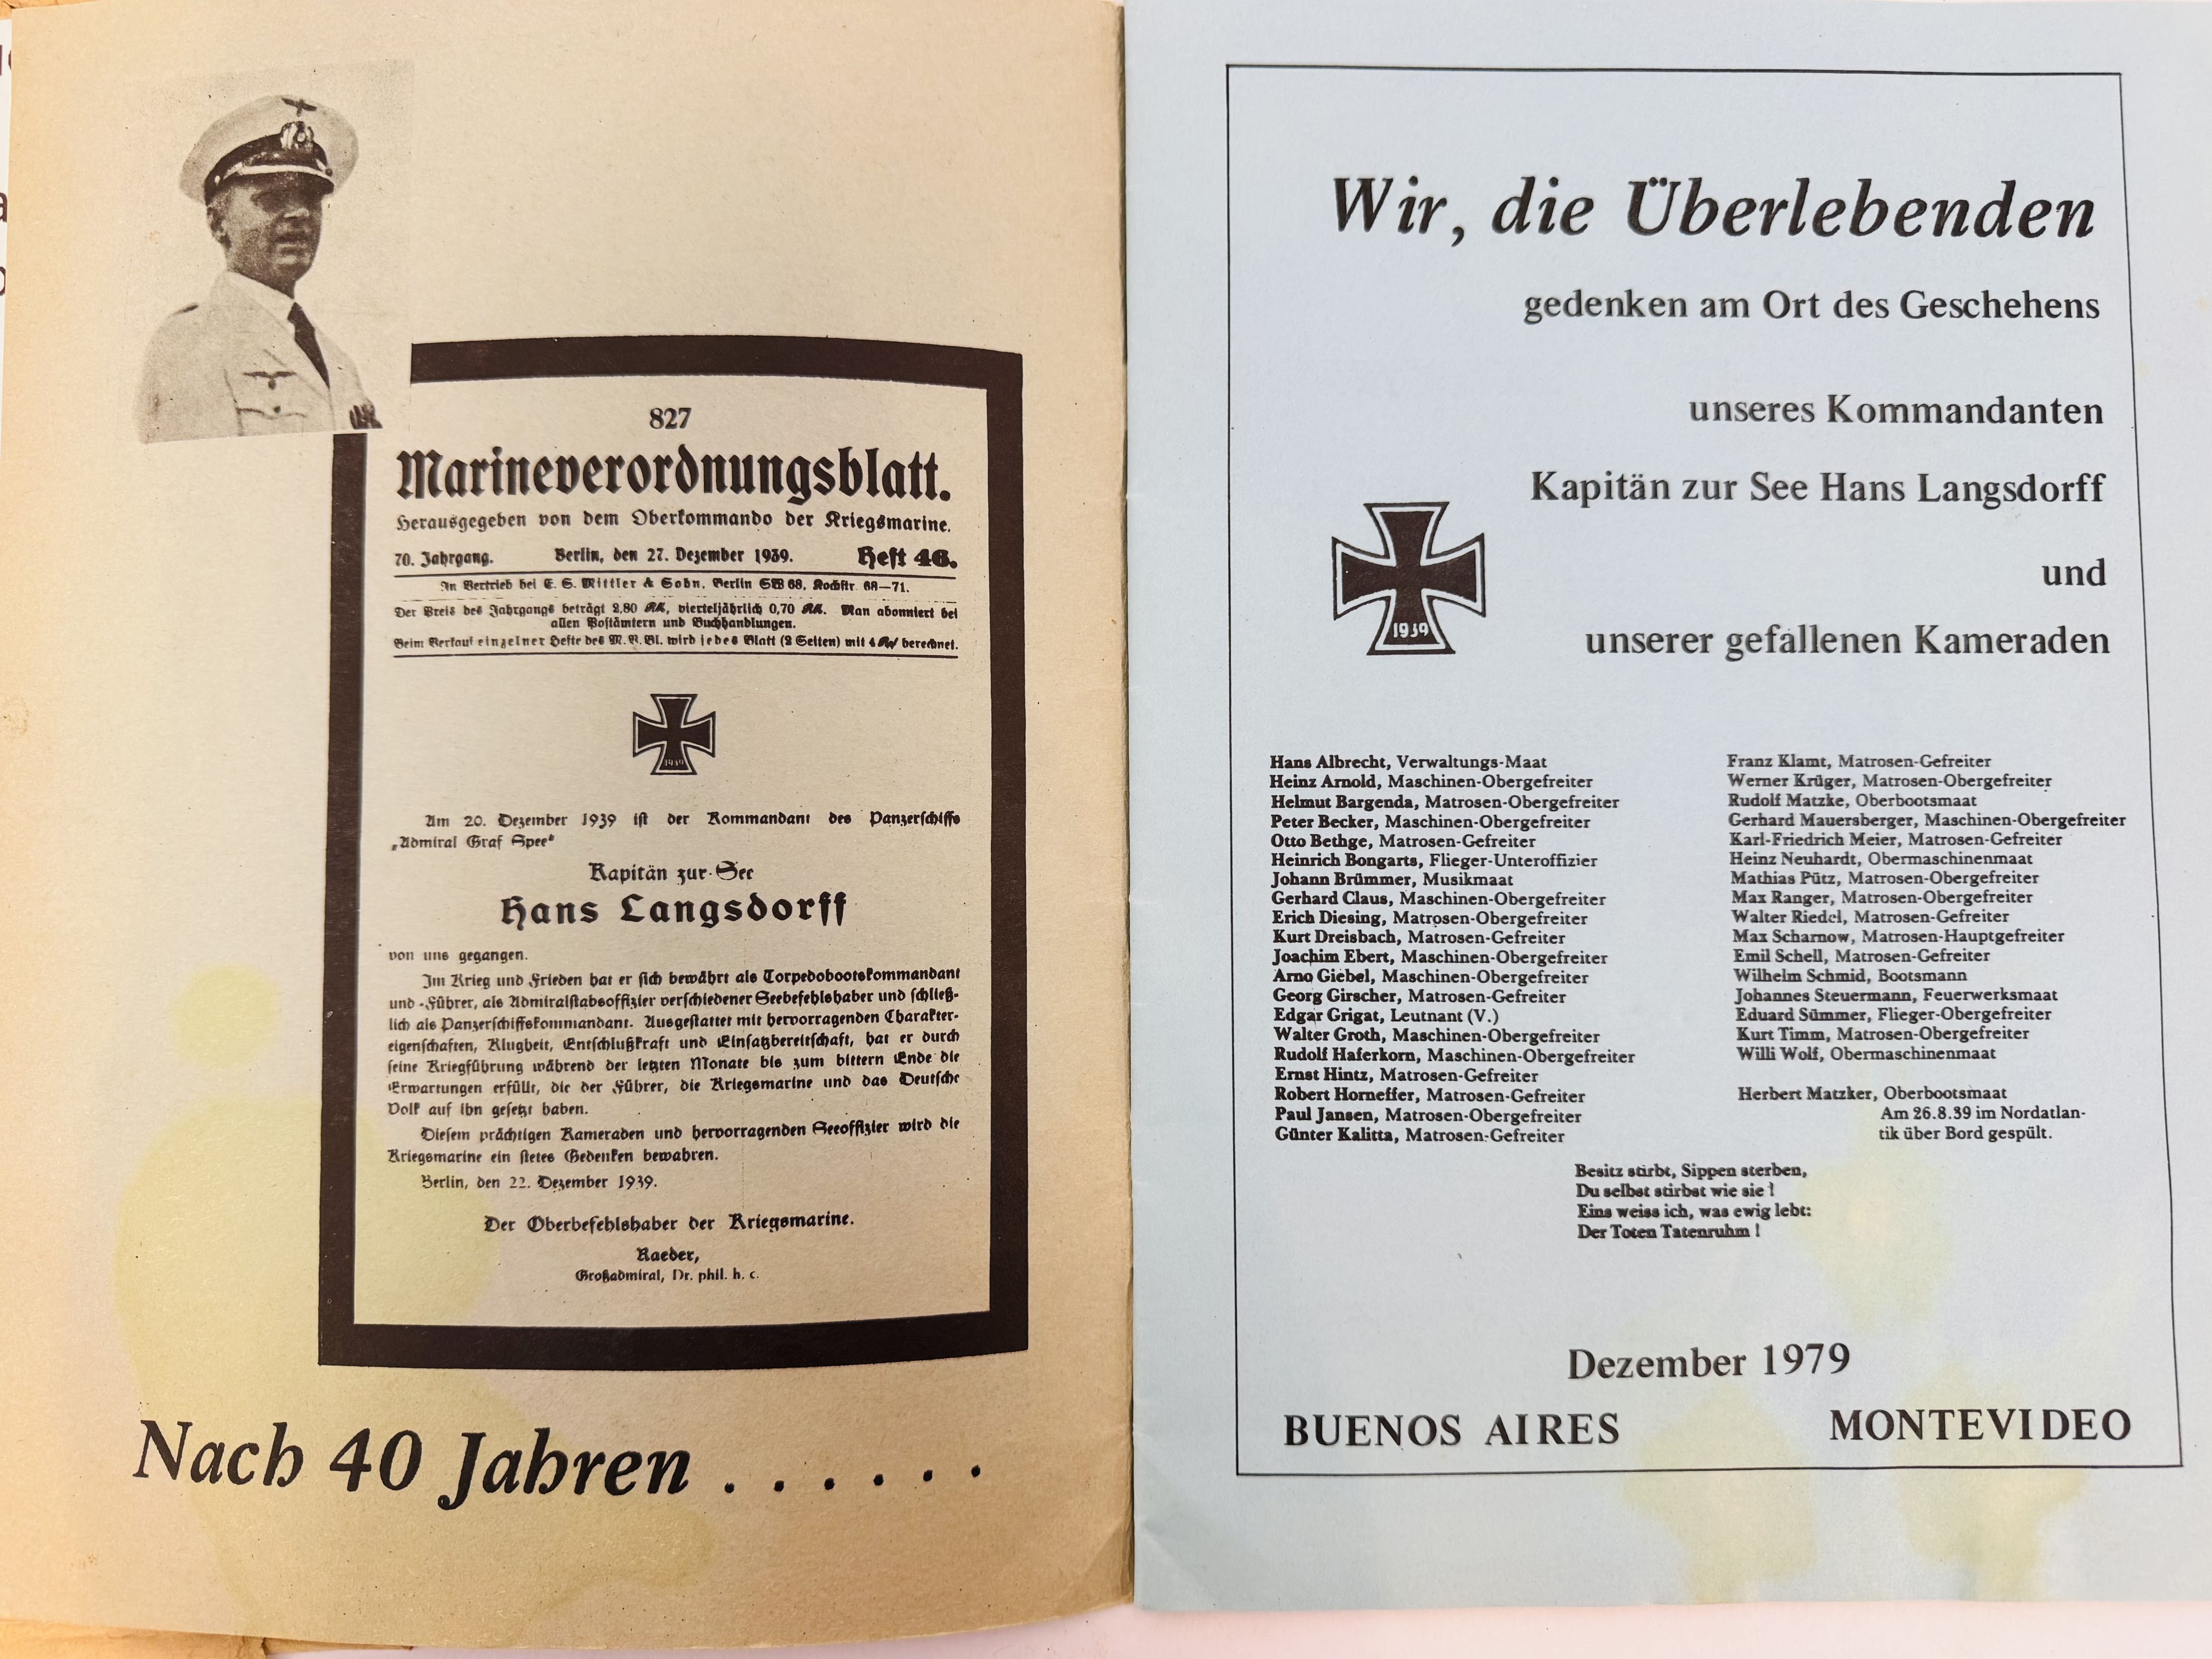 827
Marineverordnungsblatt.
Herausgegeben von dem Oberkommando der Kriegsmarine.
70. Jahrgang. Berlin, den 27. Dezember 1939. Heft 46.
In Vertrieb bei E. S. Mittler & Sohn, Berlin SW 68, Kochstr. 68—71.
Der Preis des Jahrgangs beträgt 2,80 RM, vierteljährlich 0,70 RM. Man abonniert bei
allen Postämtern und Buchhandlungen.
Beim Verkauf einzelner Hefte des M. V. Bl. wird jedes Blatt (2 Seiten) mit 4 Rpf berechnet.
1939
Am 20. Dezember 1939 ist der Kommandant des Panzerschiffs
„Admiral Graf Spee"
Kapitän zur See
Hans Langsdorff
von uns gegangen.
Im Krieg und Frieden hat er sich bewährt als Torpedobootskommandant
und -Führer, als Admiralstabsoffizier verschiedener Seebefehlshaber und schließ-
lich als Panzerschiffskommandant. Ausgestattet mit hervorragenden Charakter-
eigenschaften, Klugheit, Entschlußkraft und Einsatzbereitschaft, hat er durch
seine Kriegführung während der letzten Monate bis zum bittern Ende die
Erwartungen erfüllt, die der Führer, die Kriegsmarine und das Deutsche
Volk auf ihn gesetzt haben.
Diesem prächtigen Kameraden und hervorragenden Seeoffizier wird die
Kriegsmarine ein stetes Gedenken bewahren.
Berlin, den 22. Dezember 1939.
Der Oberbefehlshaber der Kriegsmarine.
Raeder,
Großadmiral, Dr. phil. h. c.
Nach 40 Jahren . . . . . .
Wir, die Überlebenden
gedenken am Ort des Geschehens
unseres Kommandanten
Kapitän zur See Hans Langsdorff
und
unserer gefallenen Kameraden
1939
Hans Albrecht, Verwaltungs-Maat
Heinz Arnold, Maschinen-Obergefreiter
Helmut Bargenda, Matrosen-Obergefreiter
Peter Becker, Maschinen-Obergefreiter
Otto Bethge, Matrosen-Gefreiter
Heinrich Bongarts, Flieger-Unteroffizier
Johann Brümmer, Musikmaat
Gerhard Claus, Maschinen-Obergefreiter
Erich Diesing, Matrosen-Obergefreiter
Kurt Dreisbach, Matrosen-Gefreiter
Joachim Ebert, Maschinen-Obergefreiter
Arno Giebel, Maschinen-Obergefreiter
Georg Girscher, Matrosen-Gefreiter
Edgar Grigat, Leutnant (V.)
Walter Groth, Maschinen-Obergefreiter
Rudolf Haferkorn, Maschinen-Obergefreiter
Ernst Hintz, Matrosen-Gefreiter
Robert Horneffer, Matrosen-Gefreiter
Paul Jansen, Matrosen-Obergefreiter
Günter Kalitta, Matrosen-Gefreiter
Franz Klamt, Matrosen-Gefreiter
Werner Krüger, Matrosen-Obergefreiter
Rudolf Matzke, Oberbootsmaat
Gerhard Mauersberger, Maschinen-Obergefreiter
Karl-Friedrich Meier, Matrosen-Gefreiter
Heinz Neuhardt, Obermaschinenmaat
Mathias Pütz, Matrosen-Obergefreiter
Max Ranger, Matrosen-Obergefreiter
Walter Riedel, Matrosen-Gefreiter
Max Scharnow, Matrosen-Hauptgefreiter
Emil Schell, Matrosen-Gefreiter
Wilhelm Schmid, Bootsmann
Johannes Steuermann, Feuerwerksmaat
Eduard Sümmer, Flieger-Obergefreiter
Kurt Timm, Matrosen-Obergefreiter
Willi Wolf, Obermaschinenmaat
Herbert Matzker, Oberbootsmaat
Am 26.8.39 im Nordatlan-
tik über Bord gespült.
Besitz stirbt, Sippen sterben,
Du selbst stirbst wie sie !
Eins weiss ich, was ewig lebt:
Der Toten Tatenruhm !
Dezember 1979
BUENOS AIRES MONTEVIDEO